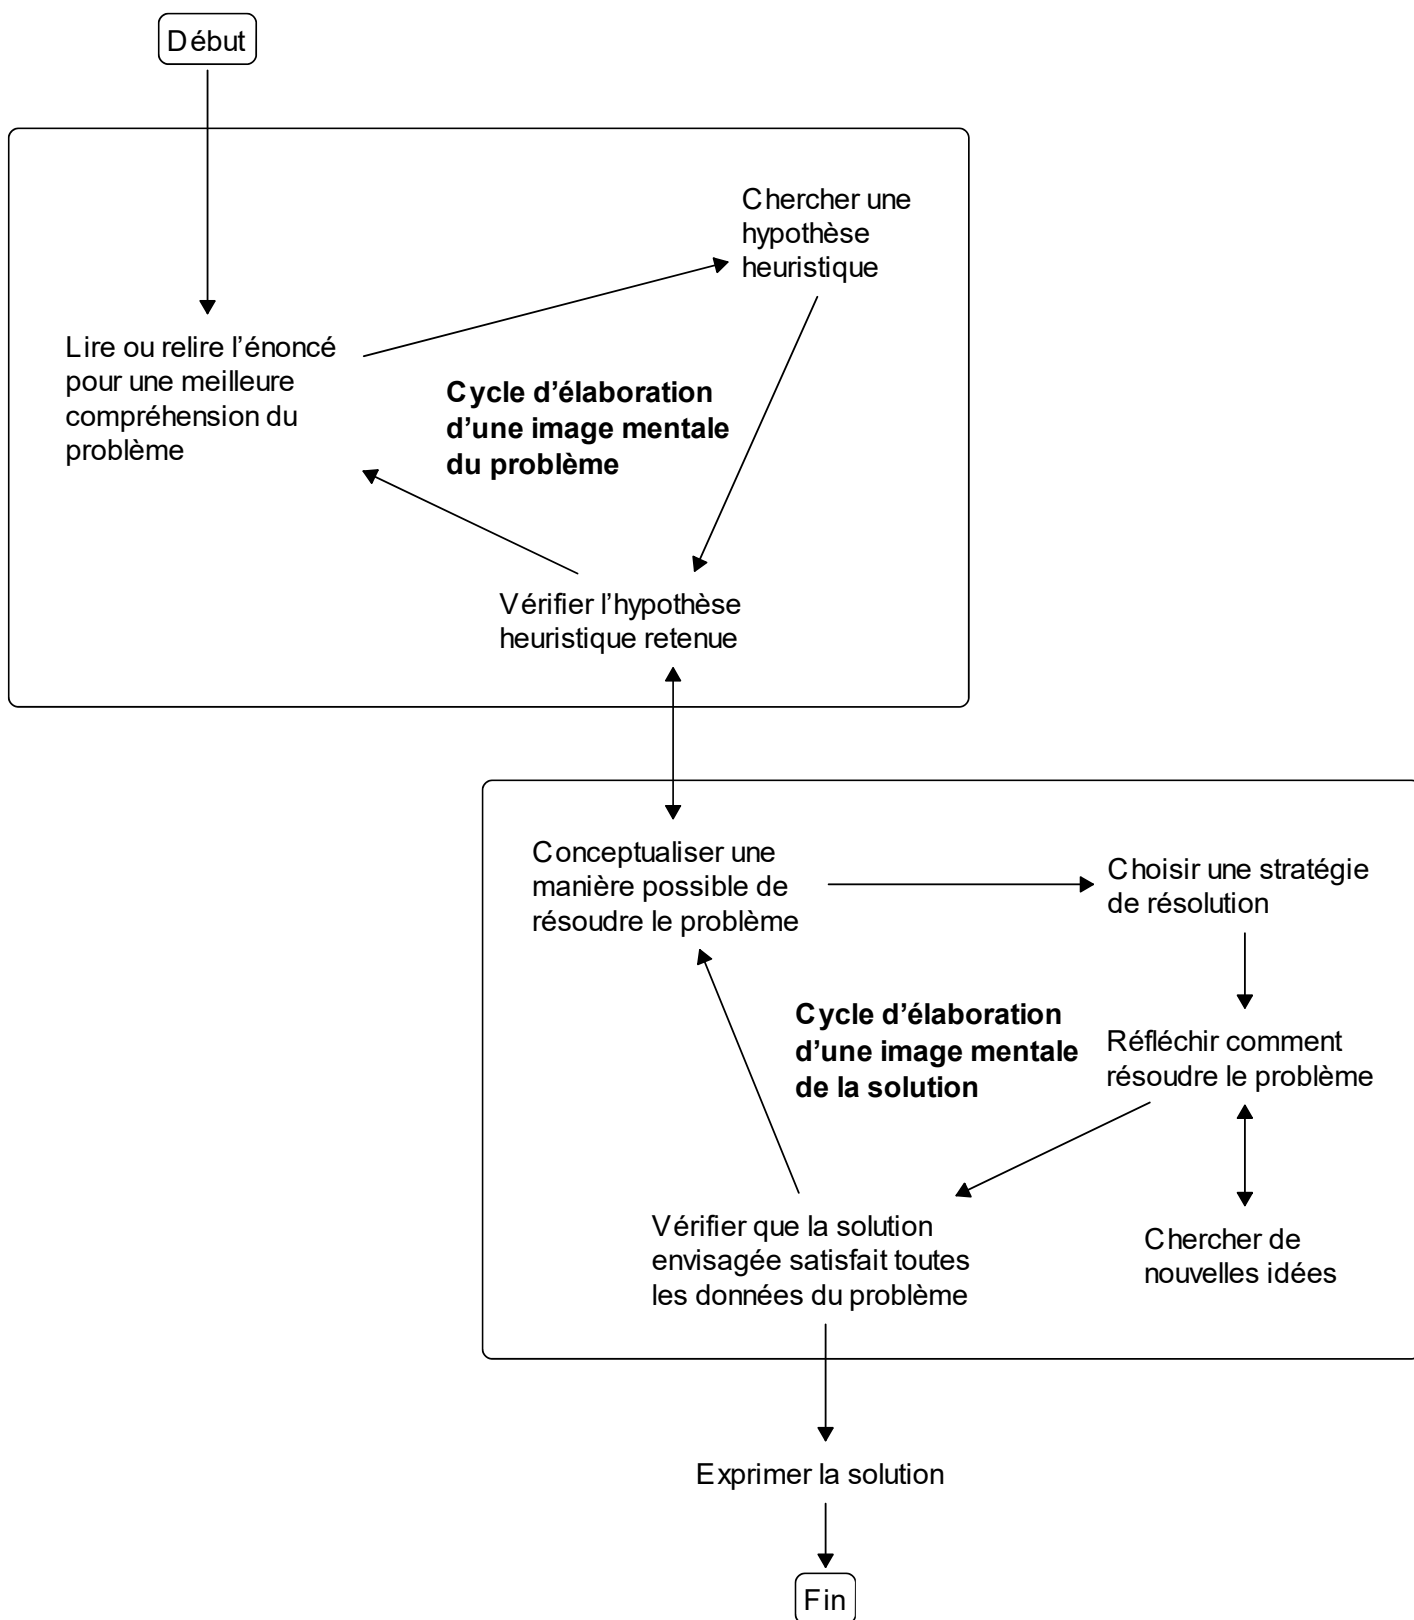 Début
Chercher une
hypothèse
heuristique
Lire ou relire l’énoncé
pour une meilleure
compréhension du
problème
Cycle d’élaboration
d’une image mentale
du problème
Vérifier l’hypothèse
heuristique retenue
Conceptualiser une
manière possible de
résoudre le problème
Choisir une stratégie
de résolution
Cycle d’élaboration
d’une image mentale
de la solution
Réfléchir comment
résoudre le problème
Vérifier que la solution
envisagée satisfait toutes
les données du problème
Chercher de
nouvelles idées
Exprimer la solution
Fin